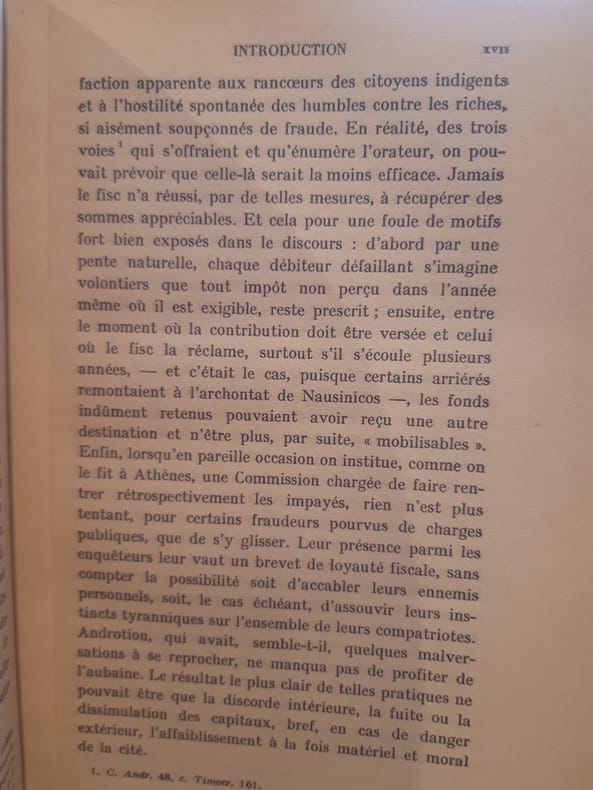 INTRODUCTION XVII
faction apparente aux rancœurs des citoyens indigents
et à l'hostilité spontanée des humbles contre les riches,
si aisément soupçonnés de fraude. En réalité, des trois
voies¹ qui s'offraient et qu'énumère l'orateur, on pou-
vait prévoir que celle-là serait la moins efficace. Jamais
le fisc n'a réussi, par de telles mesures, à récupérer des
sommes appréciables. Et cela pour une foule de motifs
fort bien exposés dans le discours : d'abord par une
pente naturelle, chaque débiteur défaillant s'imagine
volontiers que tout impôt non perçu dans l'année
même où il est exigible, reste prescrit ; ensuite, entre
le moment où la contribution doit être versée et celui
où le fisc la réclame, surtout s'il s'écoule plusieurs
années, — et c'était le cas, puisque certains arriérés
remontaient à l'archontat de Nausinicos —, les fonds
indûment retenus pouvaient avoir reçu une autre
destination et n'être plus, par suite, « mobilisables ».
Enfin, lorsqu'en pareille occasion on institue, comme on
le fit à Athènes, une Commission chargée de faire ren-
trer rétrospectivement les impayés, rien n'est plus
tentant, pour certains fraudeurs pourvus de charges
publiques, que de s'y glisser. Leur présence parmi les
enquêteurs leur vaut un brevet de loyauté fiscale, sans
compter la possibilité soit d'accabler leurs ennemis
personnels, soit, le cas échéant, d'assouvir leurs ins-
tincts tyranniques sur l'ensemble de leurs compatriotes.
Androtion, qui avait, semble-t-il, quelques malver-
sations à se reprocher, ne manqua pas de profiter de
l'aubaine. Le résultat le plus clair de telles pratiques ne
pouvait être que la discorde intérieure, la fuite ou la
dissimulation des capitaux, bref, en cas de danger
extérieur, l'affaiblissement à la fois matériel et moral
de la cité.
1. C. Andr. 48, c. Timocr. 161.